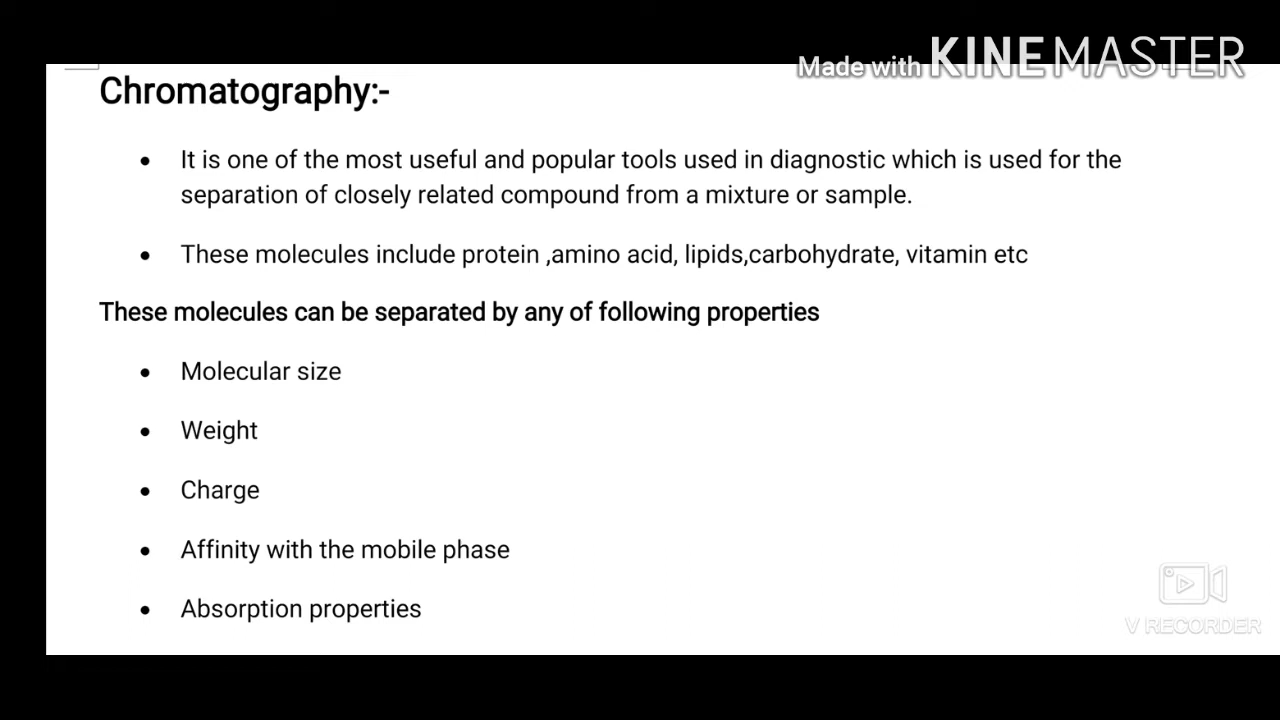 Made with KINEMASTER
Chromatography:-
• It is one of the most useful and popular tools used in diagnostic which is used for the
separation of closely related compound from a mixture or sample.
• These molecules include protein ,amino acid, lipids,carbohydrate, vitamin etc
These molecules can be separated by any of following properties
• Molecular size
• Weight
• Charge
• Affinity with the mobile phase
• Absorption properties
V RECORDER